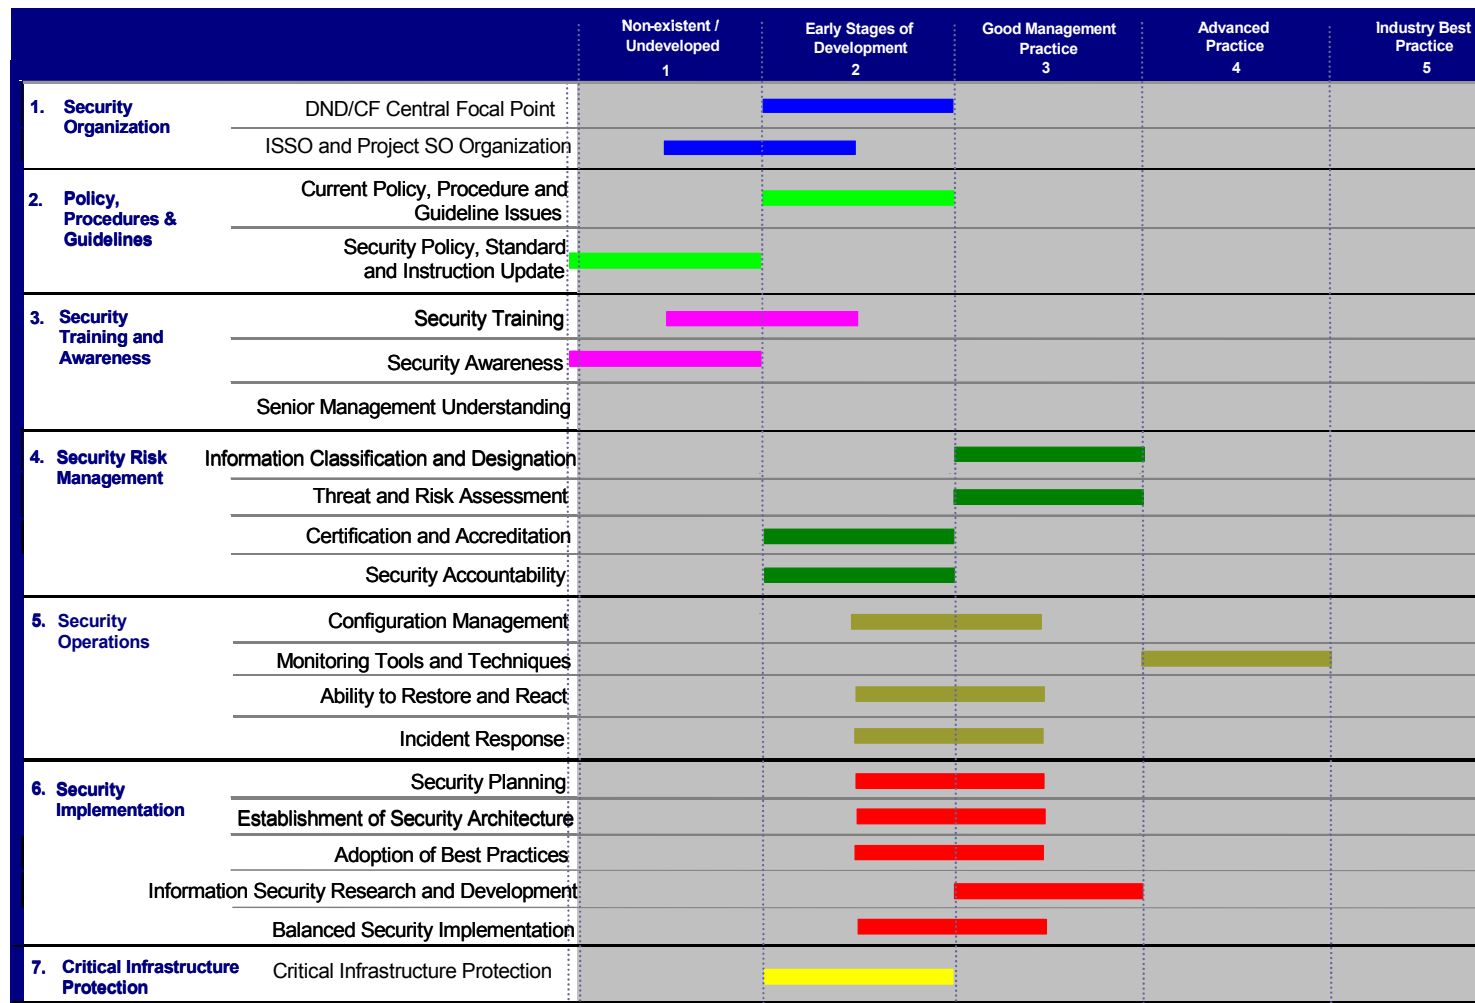 Non-existent /
Undeveloped
1
Early Stages of
Development
2
Good Management
Practice
3
Advanced
Practice
4
Industry Best
Practice
5
1. Security
Organization
DND/CF Central Focal Point
ISSO and Project SO Organization
2. Policy,
Procedures &
Guidelines
Current Policy, Procedure and
Guideline Issues
Security Policy, Standard
and Instruction Update
3. Security
Training and
Awareness
Security Training
Security Awareness
Senior Management Understanding
4. Security Risk
Management
Information Classification and Designation
Threat and Risk Assessment
Certification and Accreditation
Security Accountability
5. Security
Operations
Configuration Management
Monitoring Tools and Techniques
Ability to Restore and React
Incident Response
6. Security
Implementation
Security Planning
Establishment of Security Architecture
Adoption of Best Practices
Information Security Research and Development
Balanced Security Implementation
7. Critical Infrastructure
Protection
Critical Infrastructure Protection